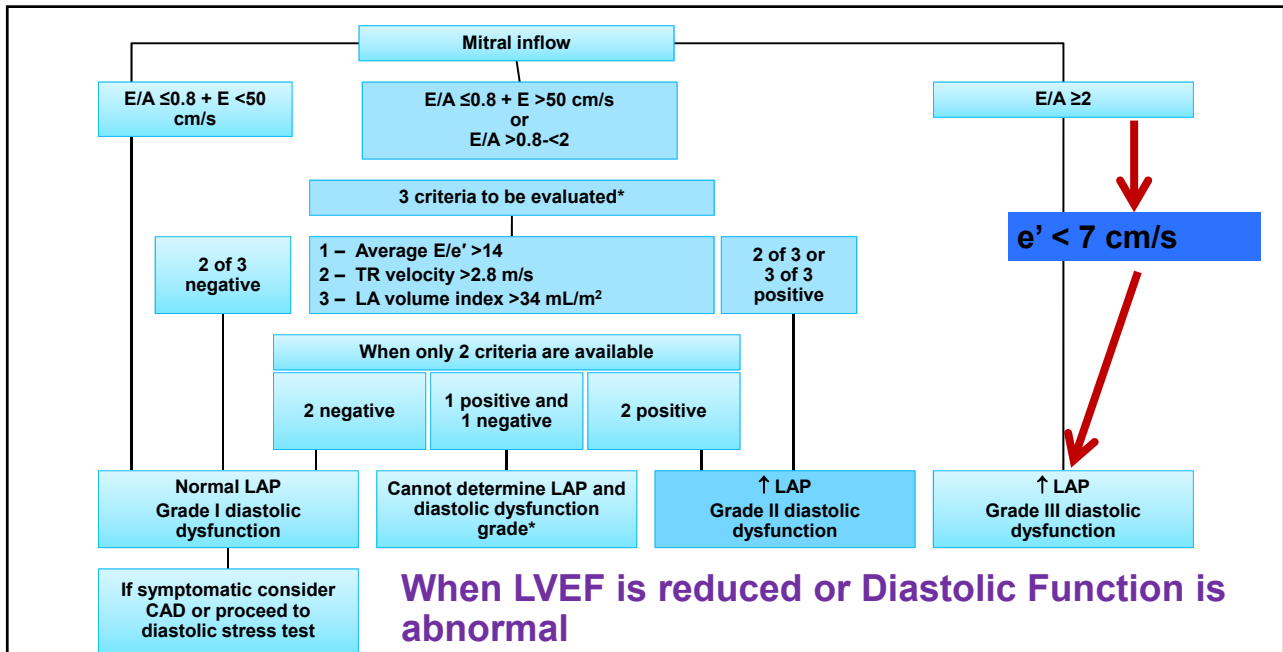 Mitral inflow
E/A ≤0.8 + E <50
cm/s
E/A ≤0.8 + E >50 cm/s
or
E/A >0.8-<2
E/A ≥2
3 criteria to be evaluated*
2 of 3
negative
1 – Average E/e′ >14
2 – TR velocity >2.8 m/s
3 – LA volume index >34 mL/m²
2 of 3 or
3 of 3
positive
e’ < 7 cm/s
When only 2 criteria are available
2 negative
1 positive and
1 negative
2 positive
Normal LAP
Grade I diastolic
dysfunction
Cannot determine LAP and
diastolic dysfunction
grade*
↑ LAP
Grade II diastolic
dysfunction
↑ LAP
Grade III diastolic
dysfunction
If symptomatic consider
CAD or proceed to
diastolic stress test
When LVEF is reduced or Diastolic Function is
abnormal